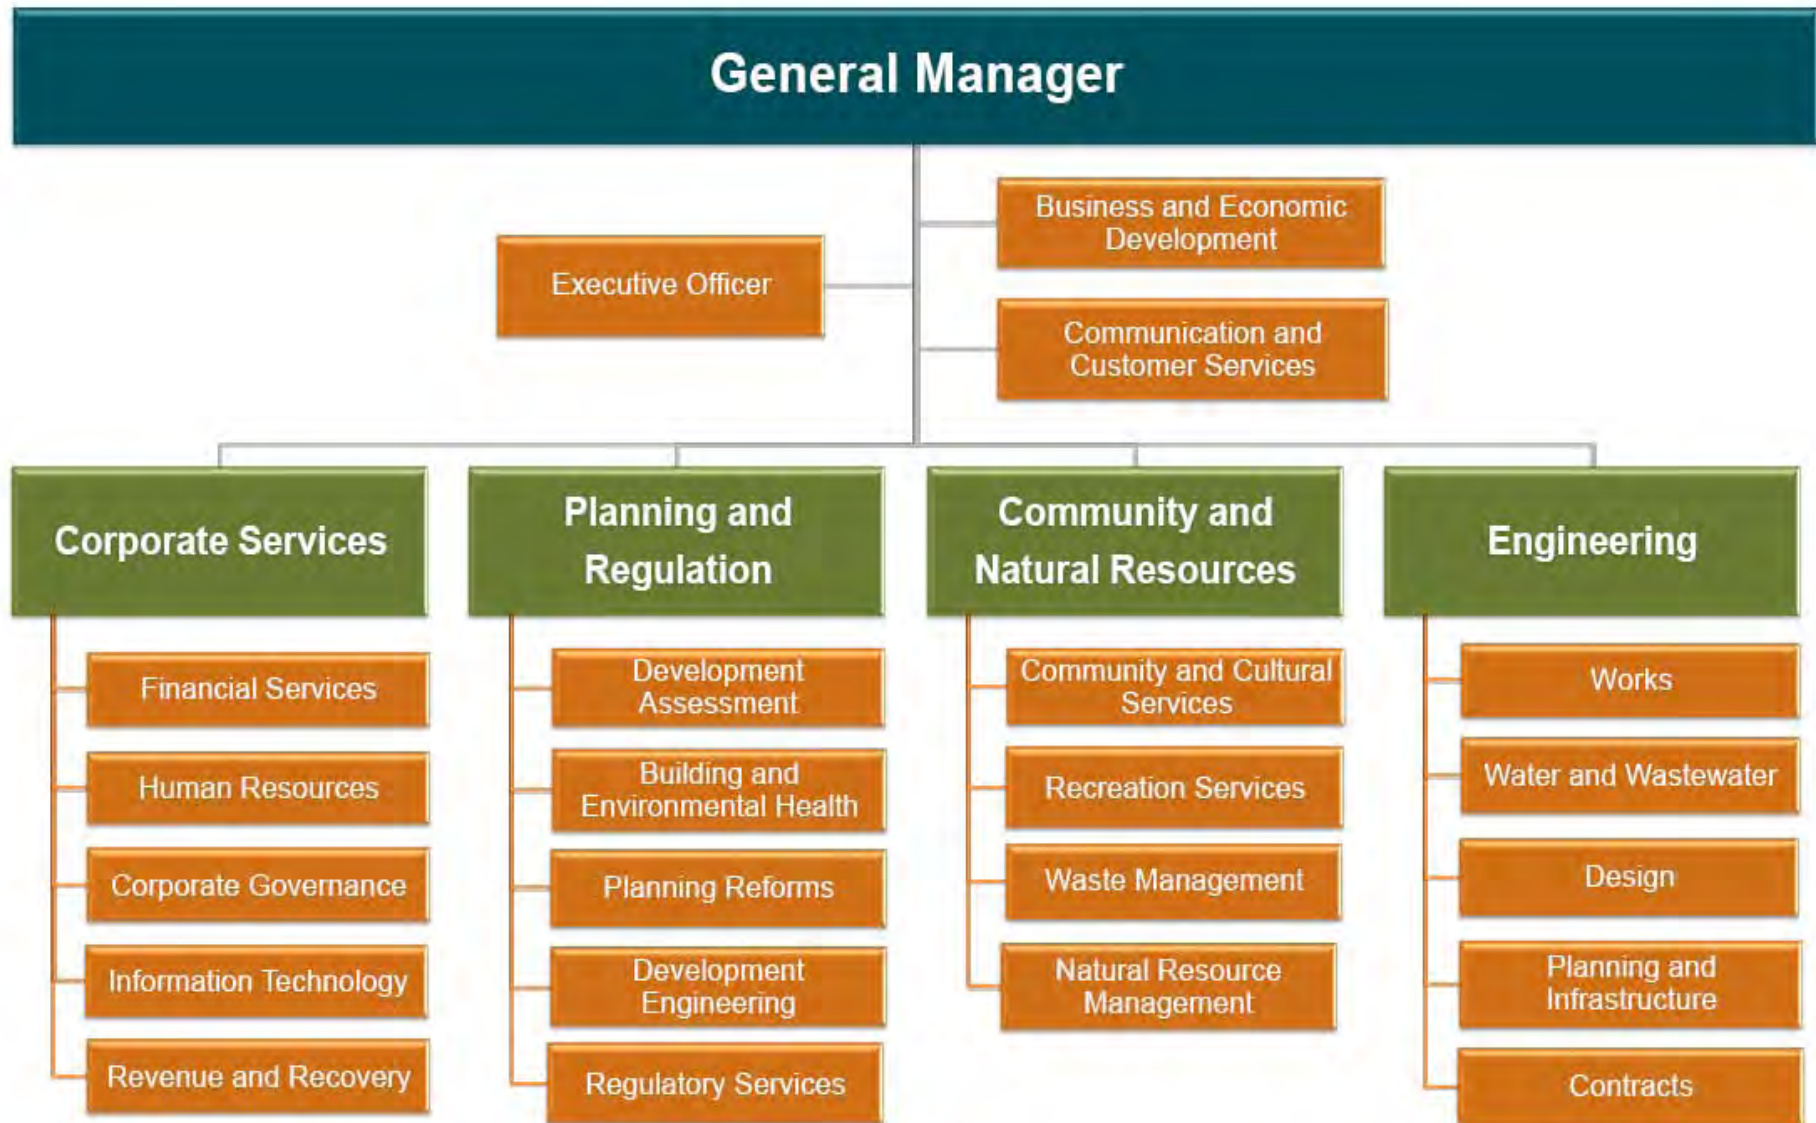 General Manager
Business and Economic
Development
Executive Officer
Communication and
Customer Services
Corporate Services
Financial Services
Human Resources
Corporate Governance
Information Technology
Revenue and Recovery
Planning and
Regulation
Development
Assessment
Building and
Environmental Health
Planning Reforms
Development
Engineering
Regulatory Services
Community and
Natural Resources
Community and Cultural
Services
Recreation Services
Waste Management
Natural Resource
Management
Engineering
Works
Water and Wastewater
Design
Planning and
Infrastructure
Contracts